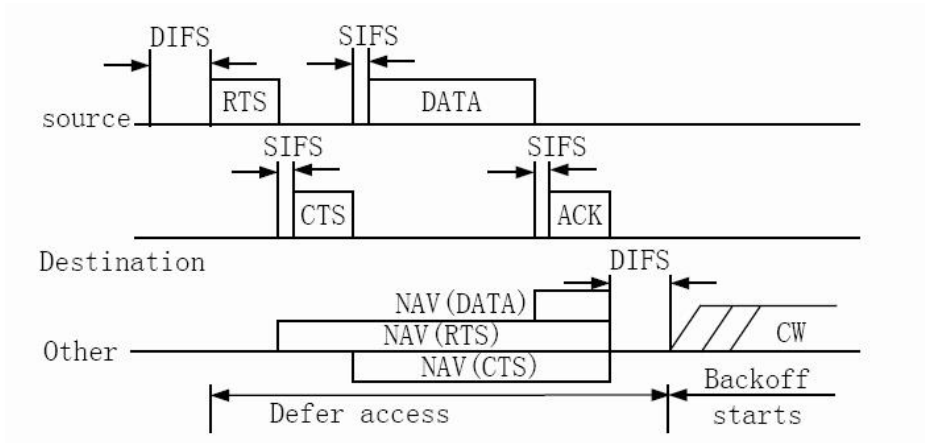 DIFS
SIFS
RTS
DATA
source
SIFS
SIFS
CTS
ACK
Destination
DIFS
NAV(DATA)
NAV(RTS)
CW
Other
NAV(CTS)
Backoff
Defer access
starts